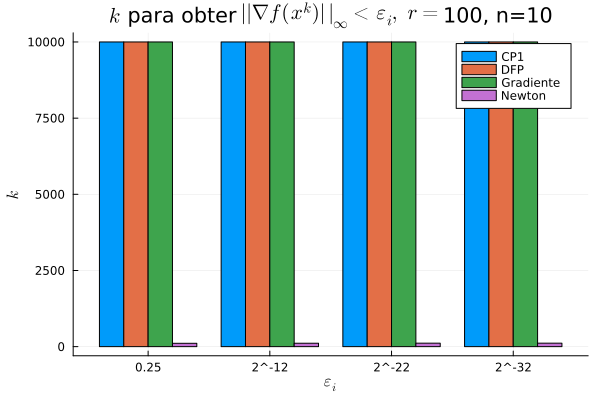 k para obter ||∇f(x^k)||_∞ < ε_i, r = 100, n=10
10000
7500
5000
2500
0
k
CP1
DFP
Gradiente
Newton
0.25 2^-12 2^-22 2^-32
ε_i